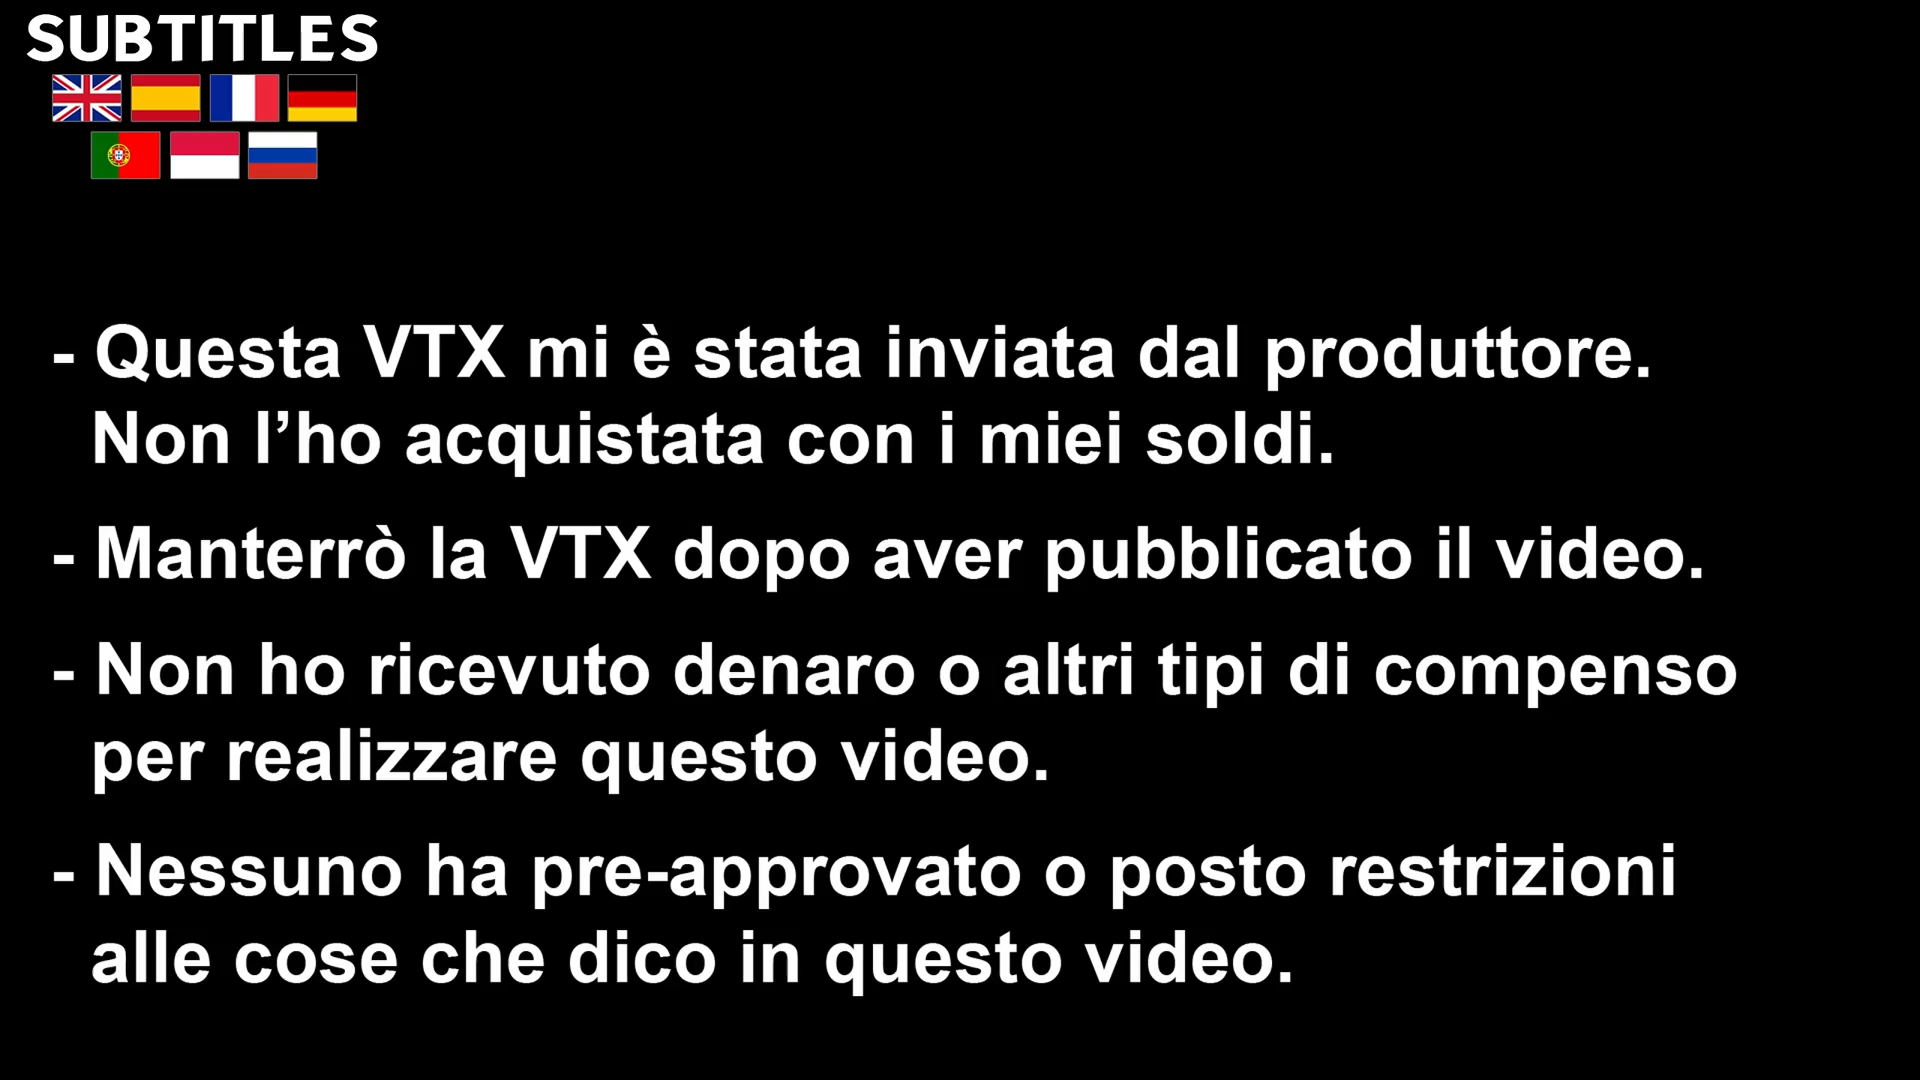 SUBTITLES
- Questa VTX mi è stata inviata dal produttore.
Non l’ho acquistata con i miei soldi.
- Manterrò la VTX dopo aver pubblicato il video.
- Non ho ricevuto denaro o altri tipi di compenso
per realizzare questo video.
- Nessuno ha pre-approvato o posto restrizioni
alle cose che dico in questo video.